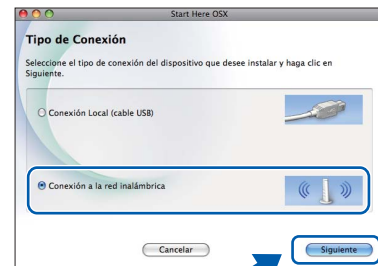 Start Here OSX
Tipo de Conexión
Seleccione el tipo de conexión del dispositivo que desee instalar y haga clic en
Siguiente.
Conexión Local (cable USB)
Conexión a la red inalámbrica
Cancelar
Siguiente